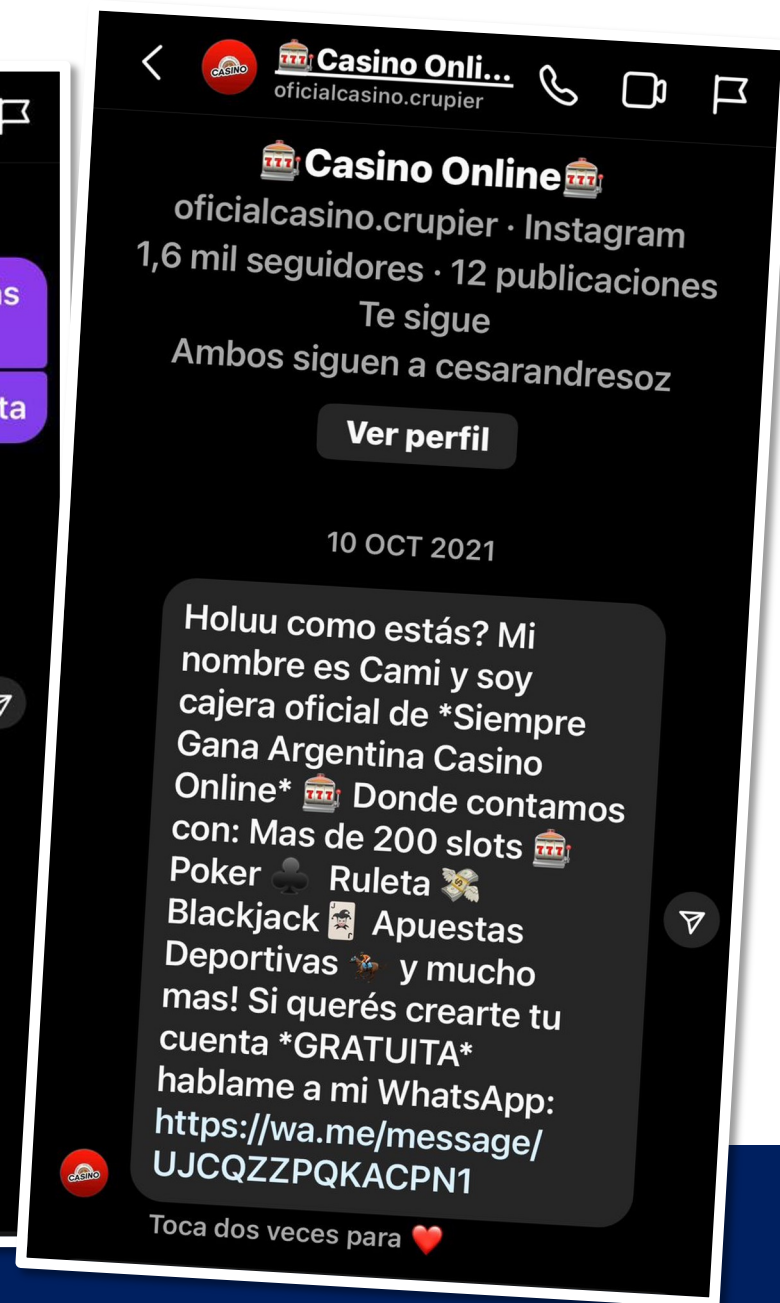 s
ta
🎰Casino Onli...
oficialcasino.crupier
CASINO
🎰Casino Online🎰
oficialcasino.crupier · Instagram
1,6 mil seguidores · 12 publicaciones
Te sigue
Ambos siguen a cesarandresoz
Ver perfil
10 OCT 2021
Holuu como estás? Mi
nombre es Cami y soy
cajera oficial de *Siempre
Gana Argentina Casino
Online* 🎰 Donde contamos
con: Mas de 200 slots 🎰
Poker ♣️ Ruleta 💸
Blackjack🃏 Apuestas
Deportivas 🏇 y mucho
mas! Si querés crearte tu
cuenta *GRATUITA*
hablame a mi WhatsApp:
https://wa.me/message/
UJCQZZPQKACPN1
CASINO
Toca dos veces para ❤️